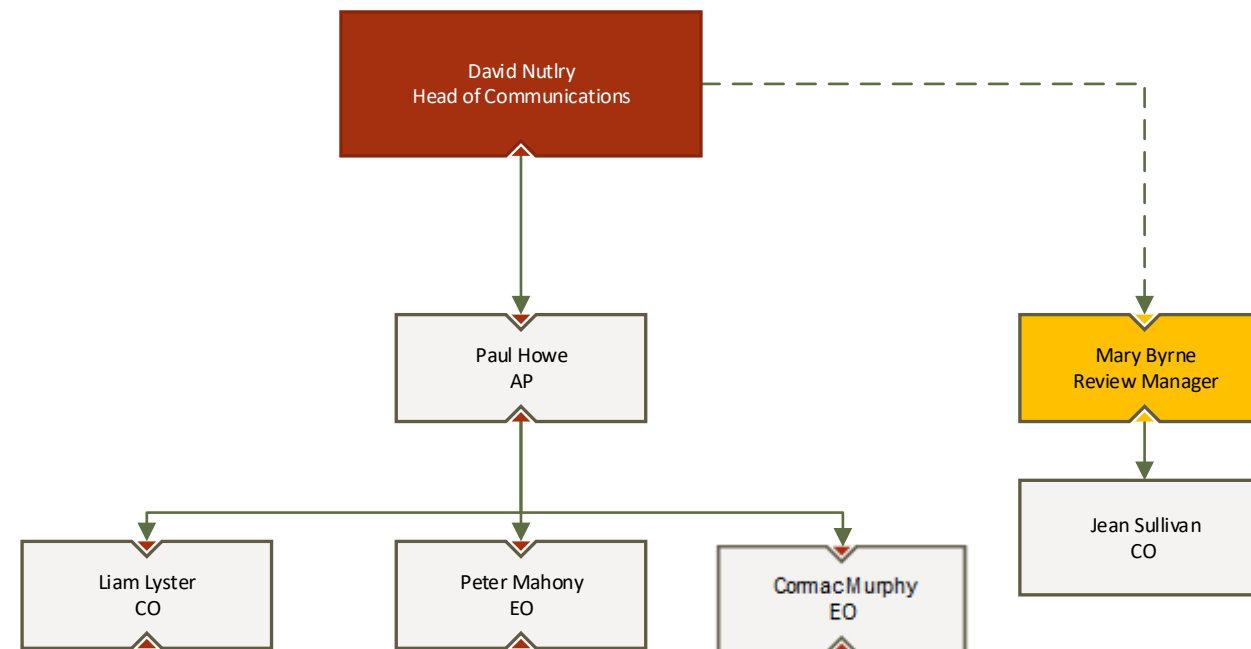 David Nutlry
Head of Communications
Paul Howe
AP
Mary Byrne
Review Manager
Jean Sullivan
CO
Liam Lyster
CO
Peter Mahony
EO
Cormac Murphy
EO